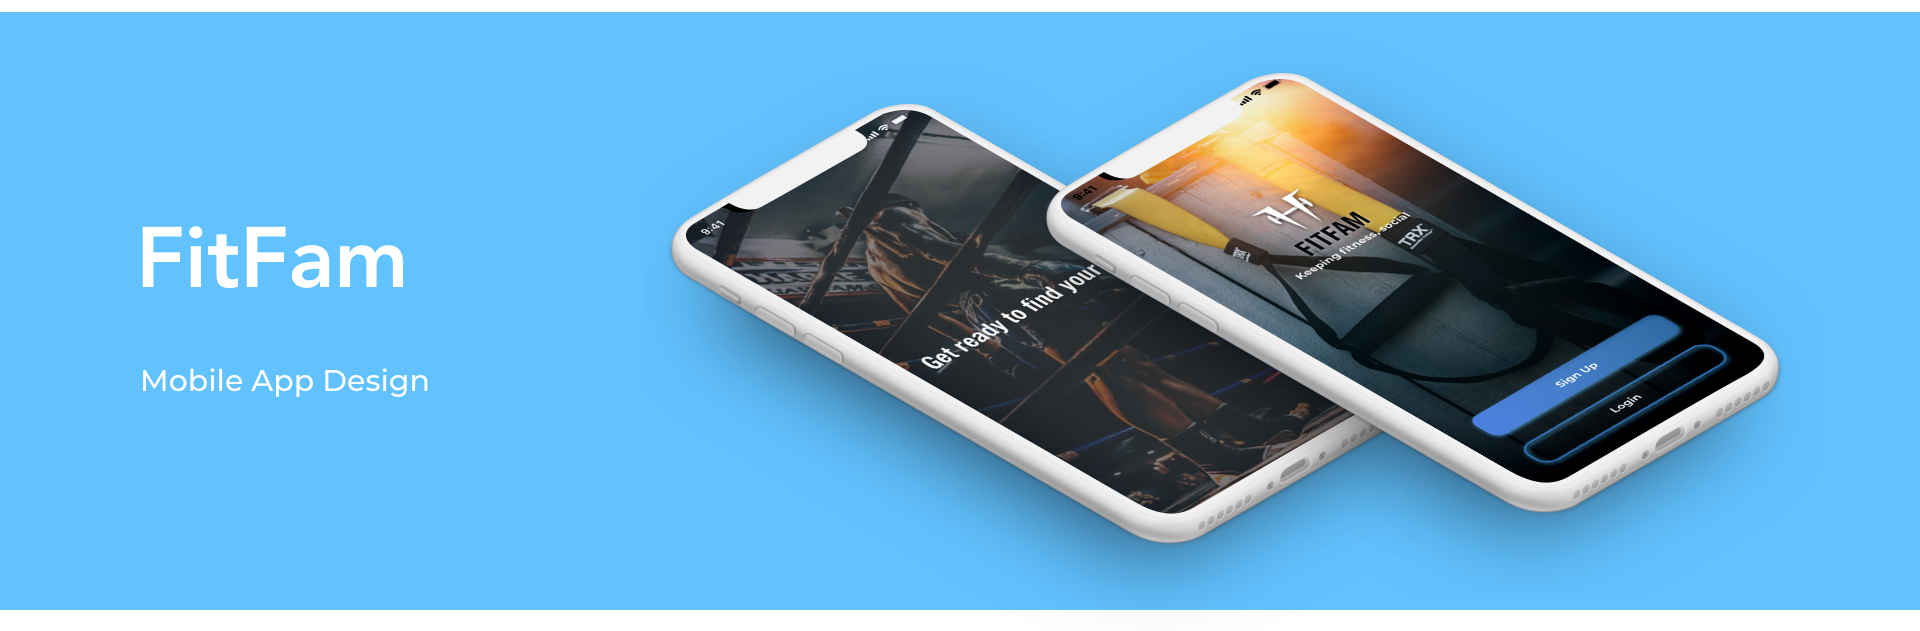 FitFam
Mobile App Design
9:41
Get ready to find your
9:41
FITFAM
Keeping fitness, social
TRX
TRX
Sign Up
Login